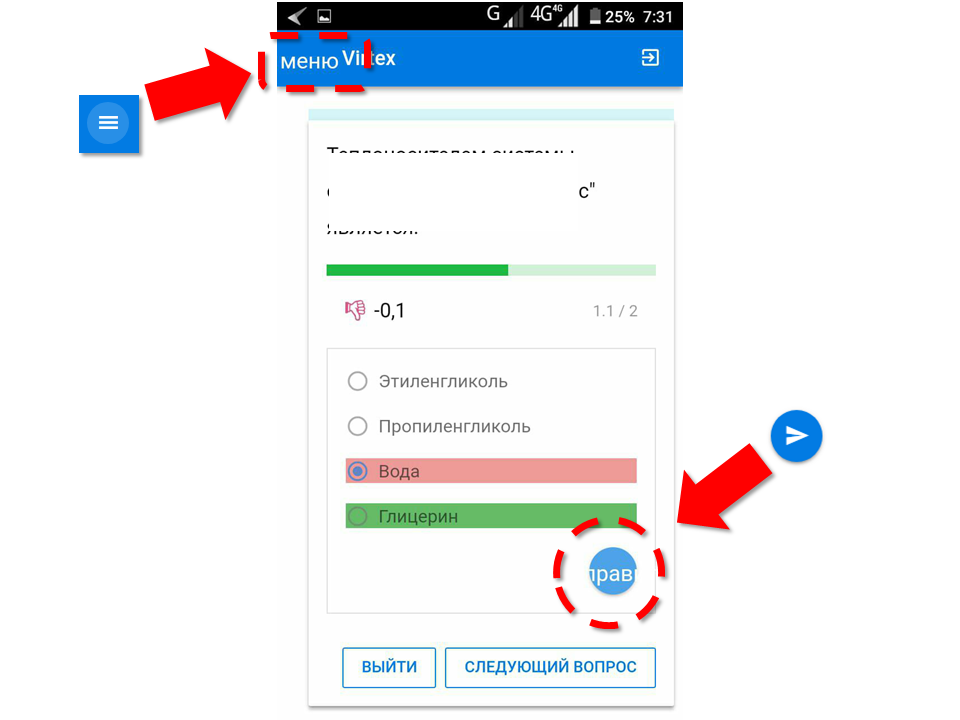 G 4G 4G 25% 7:31
меню Virtex
Теплоносителем системы
с"
является:
-0,1
1.1 / 2
Этиленгликоль
Пропиленгликоль
Вода
Глицерин
прав
ВЫЙТИ
СЛЕДУЮЩИЙ ВОПРОС